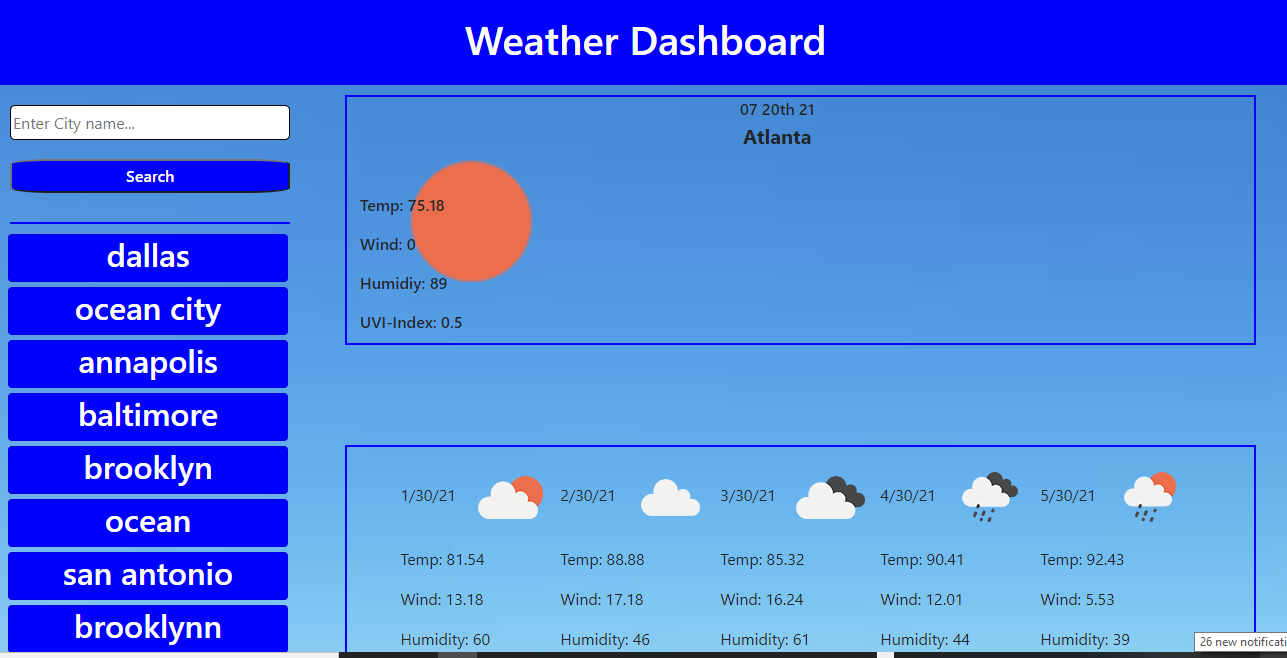 Weather Dashboard
Enter City name...
Search
dallas
ocean city
annapolis
baltimore
brooklyn
ocean
san antonio
brooklynn
07 20th 21
Atlanta
Temp: 75.18
Wind: 0
Humidiy: 89
UVI-Index: 0.5
1/30/21 2/30/21 3/30/21 4/30/21 5/30/21
Temp: 81.54 Temp: 88.88 Temp: 85.32 Temp: 90.41 Temp: 92.43
Wind: 13.18 Wind: 17.18 Wind: 16.24 Wind: 12.01 Wind: 5.53
Humidity: 60 Humidity: 46 Humidity: 61 Humidity: 44 Humidity: 39
26 new notificati